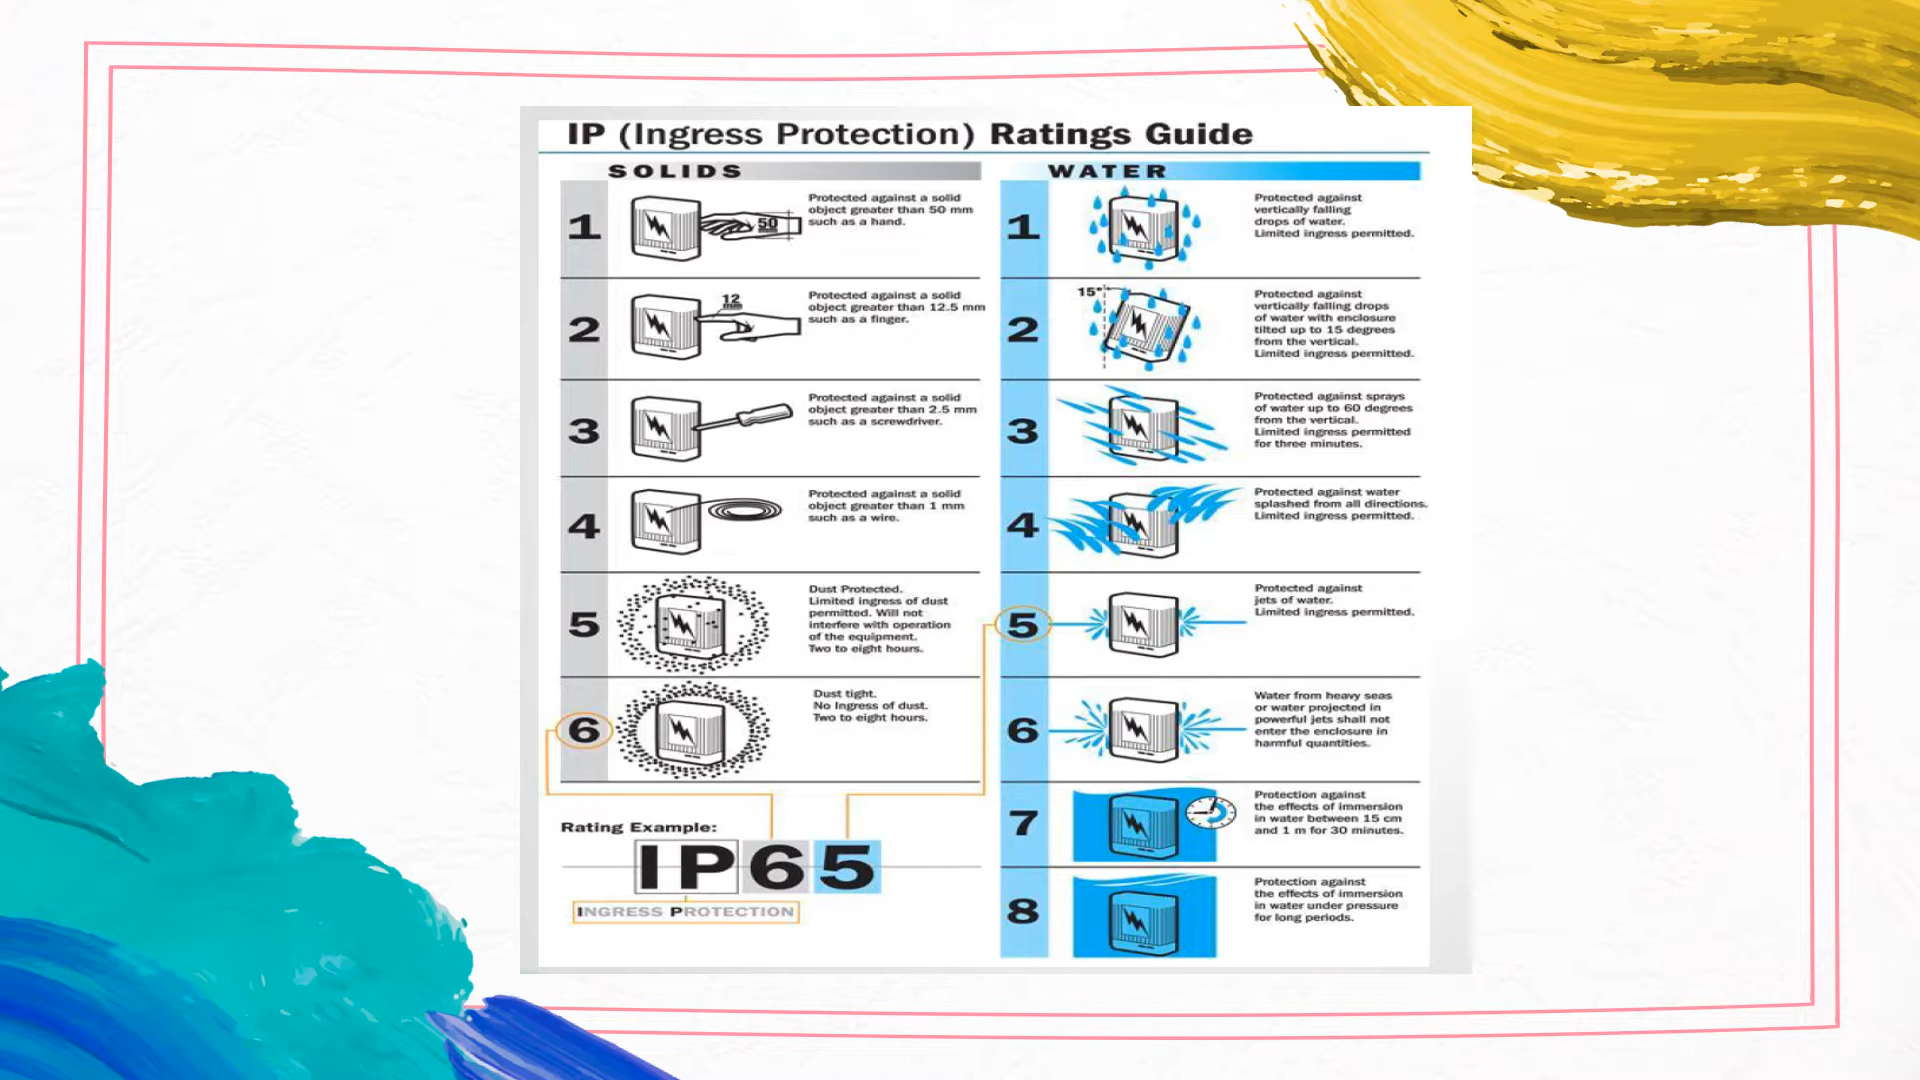 IP (Ingress Protection) Ratings Guide
SOLIDS
1
50
mm
Protected against a solid
object greater than 50 mm
such as a hand.
2
12
mm
Protected against a solid
object greater than 12.5 mm
such as a finger.
3
Protected against a solid
object greater than 2.5 mm
such as a screwdriver.
4
Protected against a solid
object greater than 1 mm
such as a wire.
5
Dust Protected.
Limited ingress of dust
permitted. Will not
interfere with operation
of the equipment.
Two to eight hours.
6
Dust tight.
No Ingress of dust.
Two to eight hours.
Rating Example:
IP65
INGRESS PROTECTION
WATER
1
Protected against
vertically falling
drops of water.
Limited ingress permitted.
2
15°
Protected against
vertically falling drops
of water with enclosure
tilted up to 15 degrees
from the vertical.
Limited ingress permitted.
3
Protected against sprays
of water up to 60 degrees
from the vertical.
Limited ingress permitted
for three minutes.
4
Protected against water
splashed from all directions.
Limited ingress permitted.
5
Protected against
jets of water.
Limited ingress permitted.
6
Water from heavy seas
or water projected in
powerful jets shall not
enter the enclosure in
harmful quantities.
7
Protection against
the effects of immersion
in water between 15 cm
and 1 m for 30 minutes.
8
Protection against
the effects of immersion
in water under pressure
for long periods.